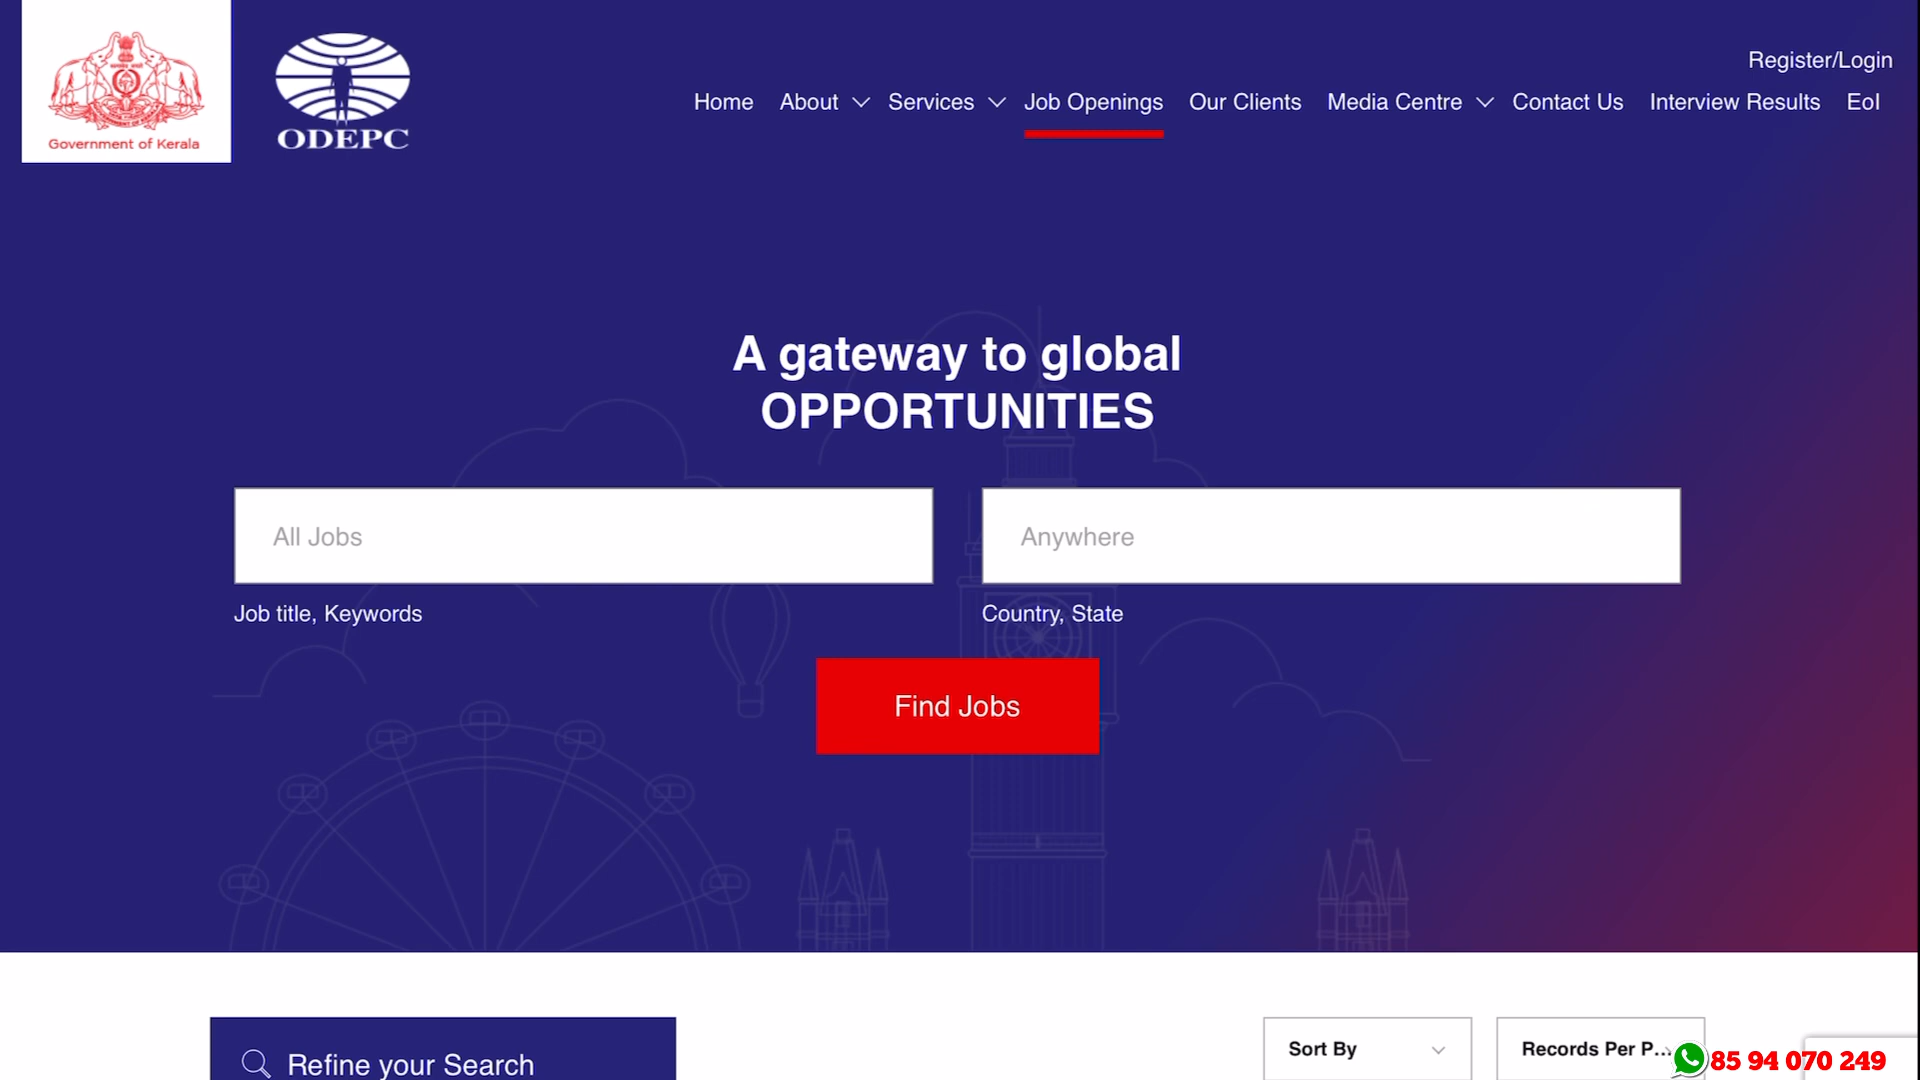 Government of Kerala
ODEPC
Register/Login
Home About Services Job Openings Our Clients Media Centre Contact Us Interview Results EoI
A gateway to global
OPPORTUNITIES
All Jobs
Anywhere
Job title, Keywords
Country, State
Find Jobs
Refine your Search
Sort By
Records Per P...
85 94 070 249